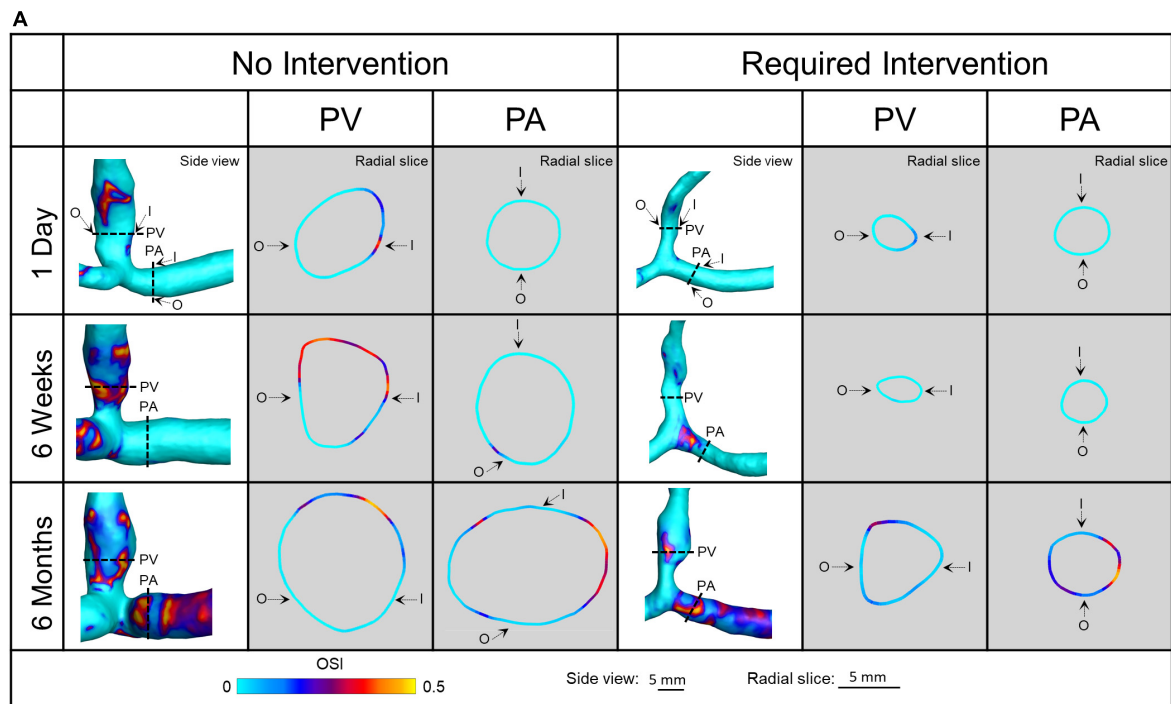 A
No Intervention
Required Intervention
PV
PA
PV
PA
1 Day
Side view
O
I
PV
PA
I
O
Radial slice
O
I
Radial slice
I
O
Side view
O
I
PV
PA
I
O
Radial slice
O
I
Radial slice
I
O
6 Weeks
PV
PA
O
I
I
O
PV
PA
O
I
I
O
6 Months
PV
PA
O
I
I
O
PV
PA
O
I
I
O
OSI
0
0.5
Side view: 5 mm
Radial slice: 5 mm